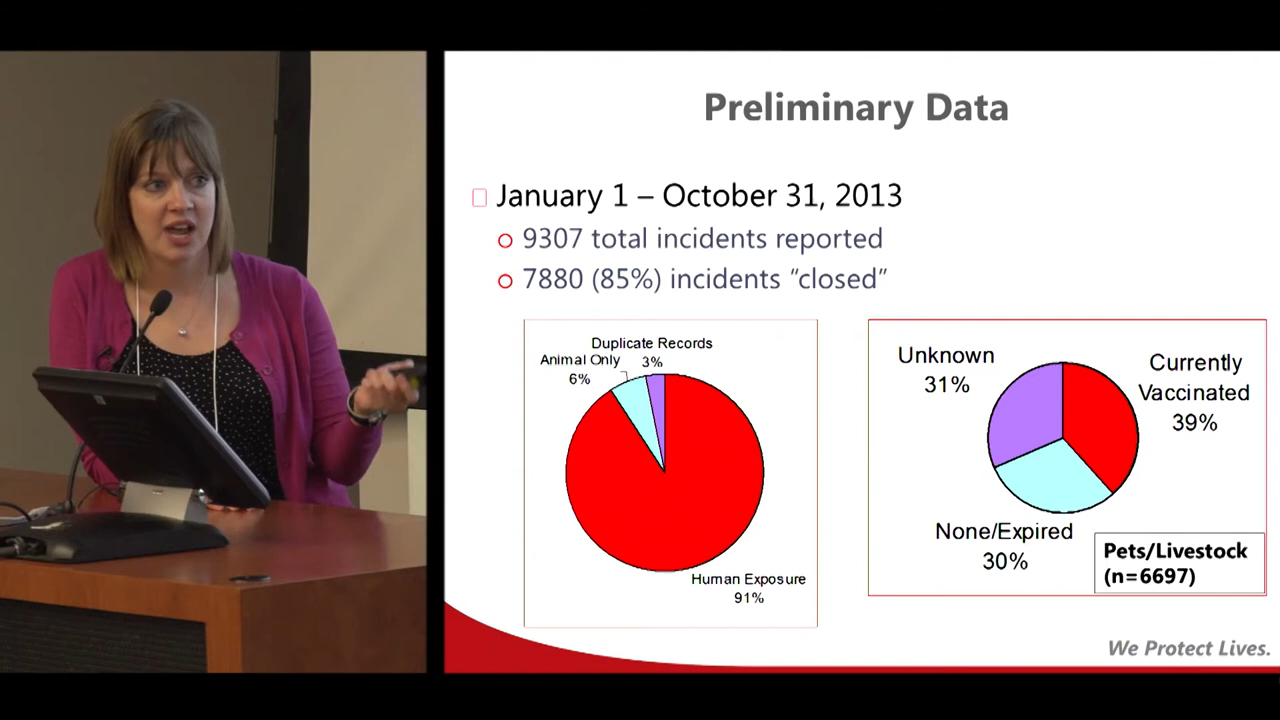 Preliminary Data
January 1 – October 31, 2013
9307 total incidents reported
7880 (85%) incidents “closed”
Duplicate Records
3%
Animal Only
6%
Human Exposure
91%
Unknown
31%
Currently
Vaccinated
39%
None/Expired
30%
Pets/Livestock
(n=6697)
We Protect Lives.